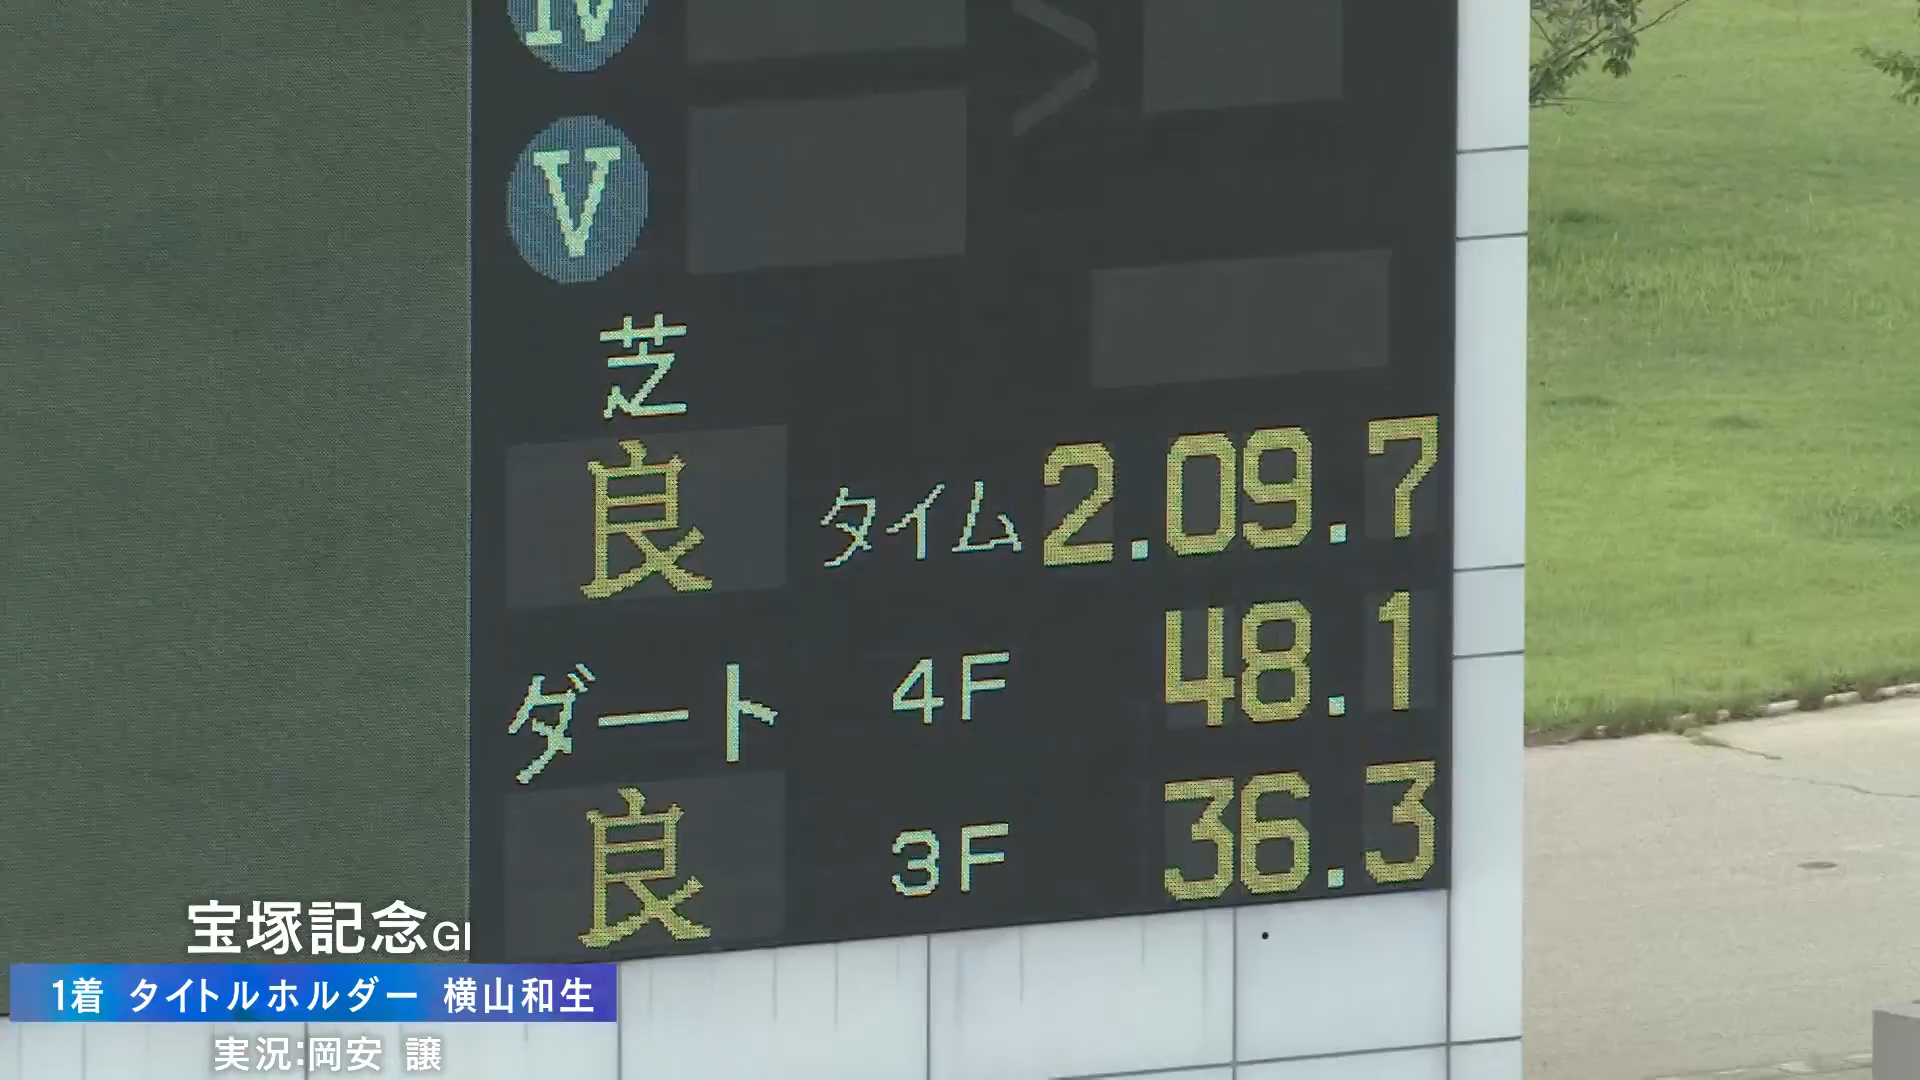 Ⅳ
Ⅴ
芝
良 タイム 2.09.7
ダート 4F 48.1
良 3F 36.3
宝塚記念GI
1着 タイトルホルダー 横山和生
実況:岡安 譲